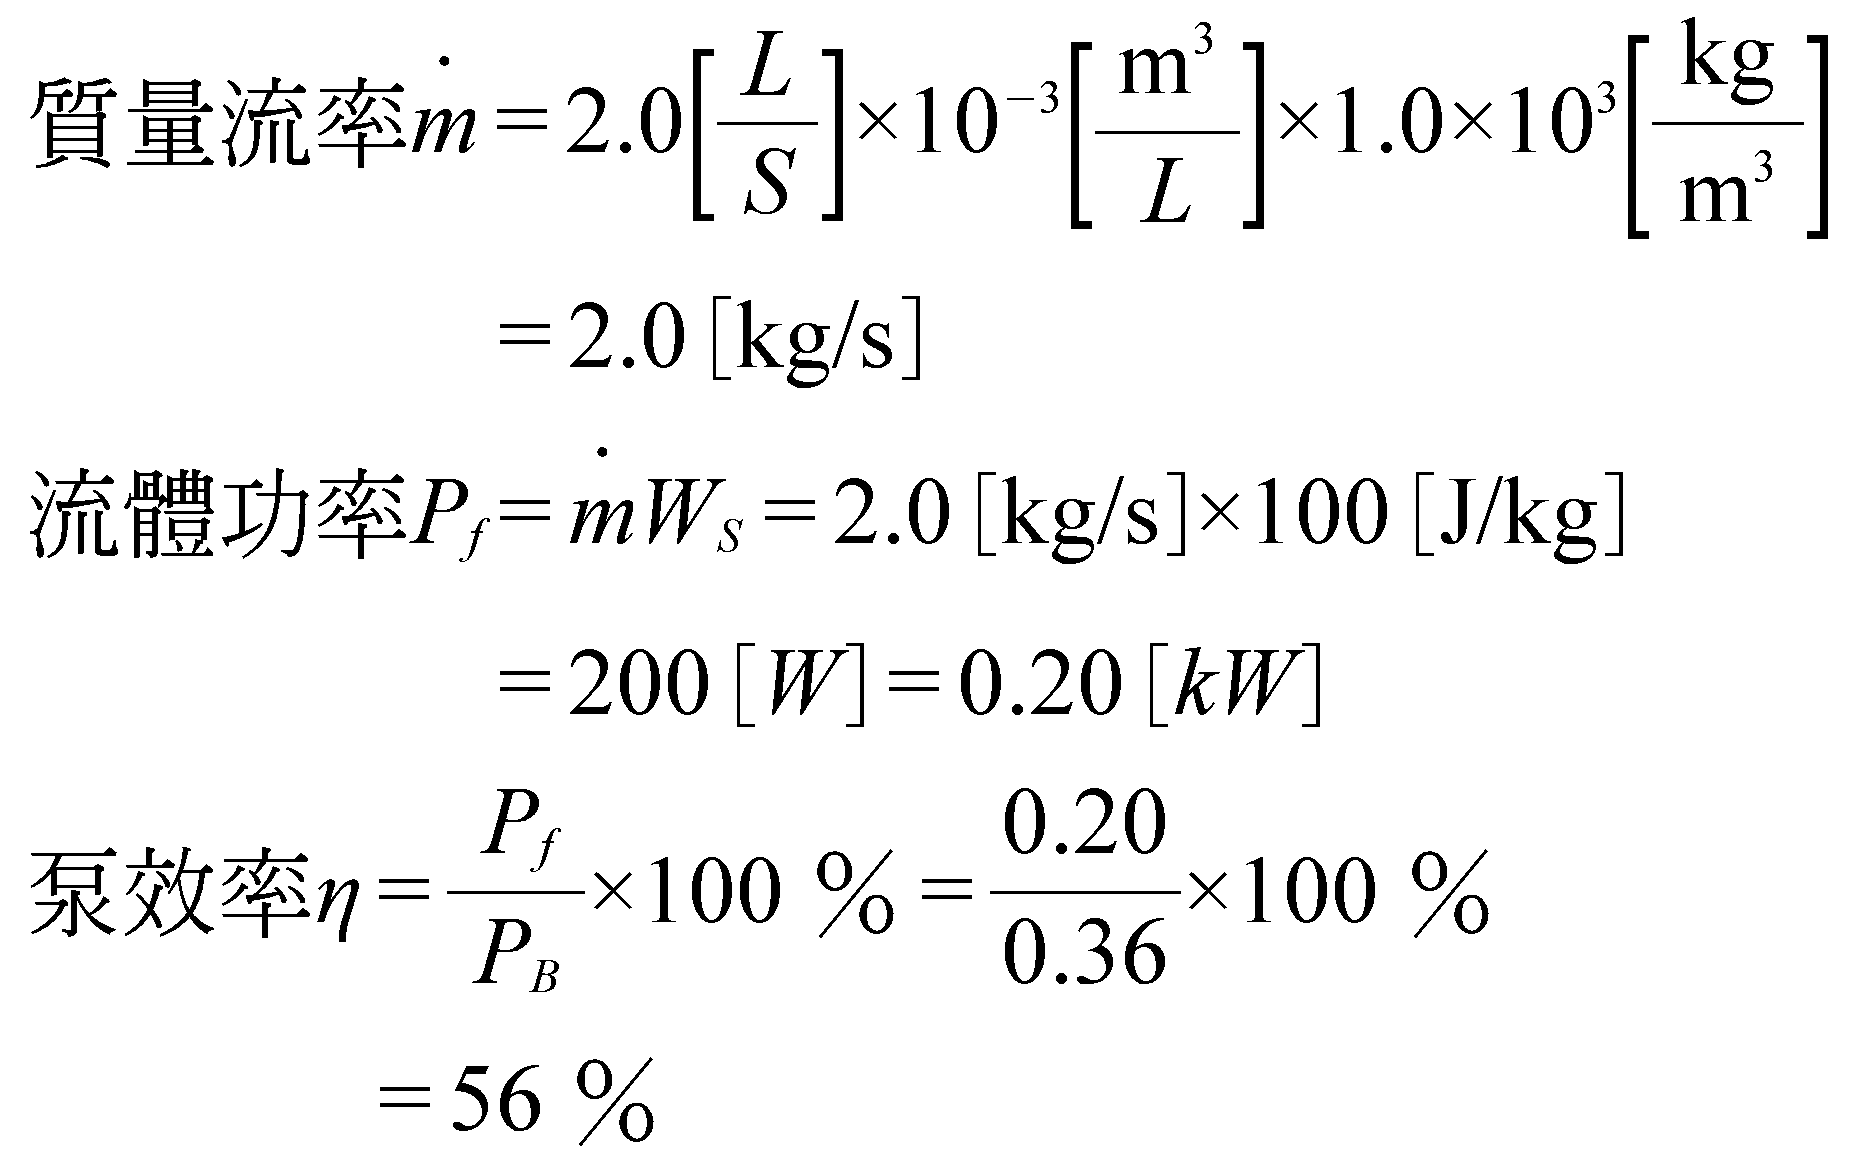 質量流率ṁ = 2.0[L/S]×10⁻³[m³/L]×1.0×10³[kg/m³]
= 2.0 [kg/s]
流體功率P_f = ṁW_S = 2.0 [kg/s]×100 [J/kg]
= 200 [W] = 0.20 [kW]
泵效率η = P_f/P_B×100 % = 0.20/0.36×100 %
= 56 %